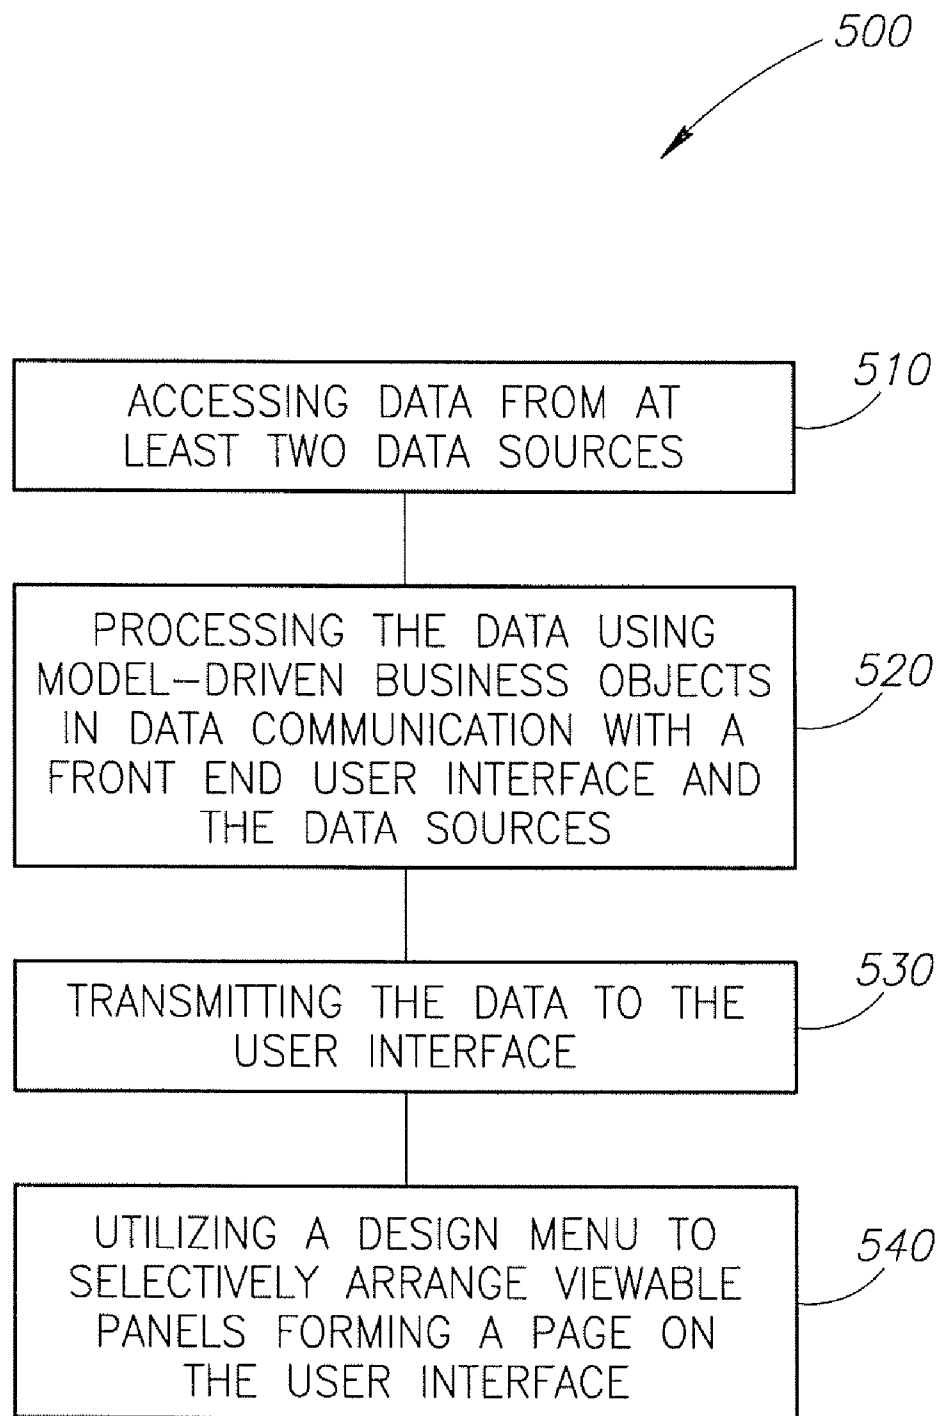 500
510
ACCESSING DATA FROM AT
LEAST TWO DATA SOURCES
520
PROCESSING THE DATA USING
MODEL-DRIVEN BUSINESS OBJECTS
IN DATA COMMUNICATION WITH A
FRONT END USER INTERFACE AND
THE DATA SOURCES
530
TRANSMITTING THE DATA TO THE
USER INTERFACE
540
UTILIZING A DESIGN MENU TO
SELECTIVELY ARRANGE VIEWABLE
PANELS FORMING A PAGE ON
THE USER INTERFACE